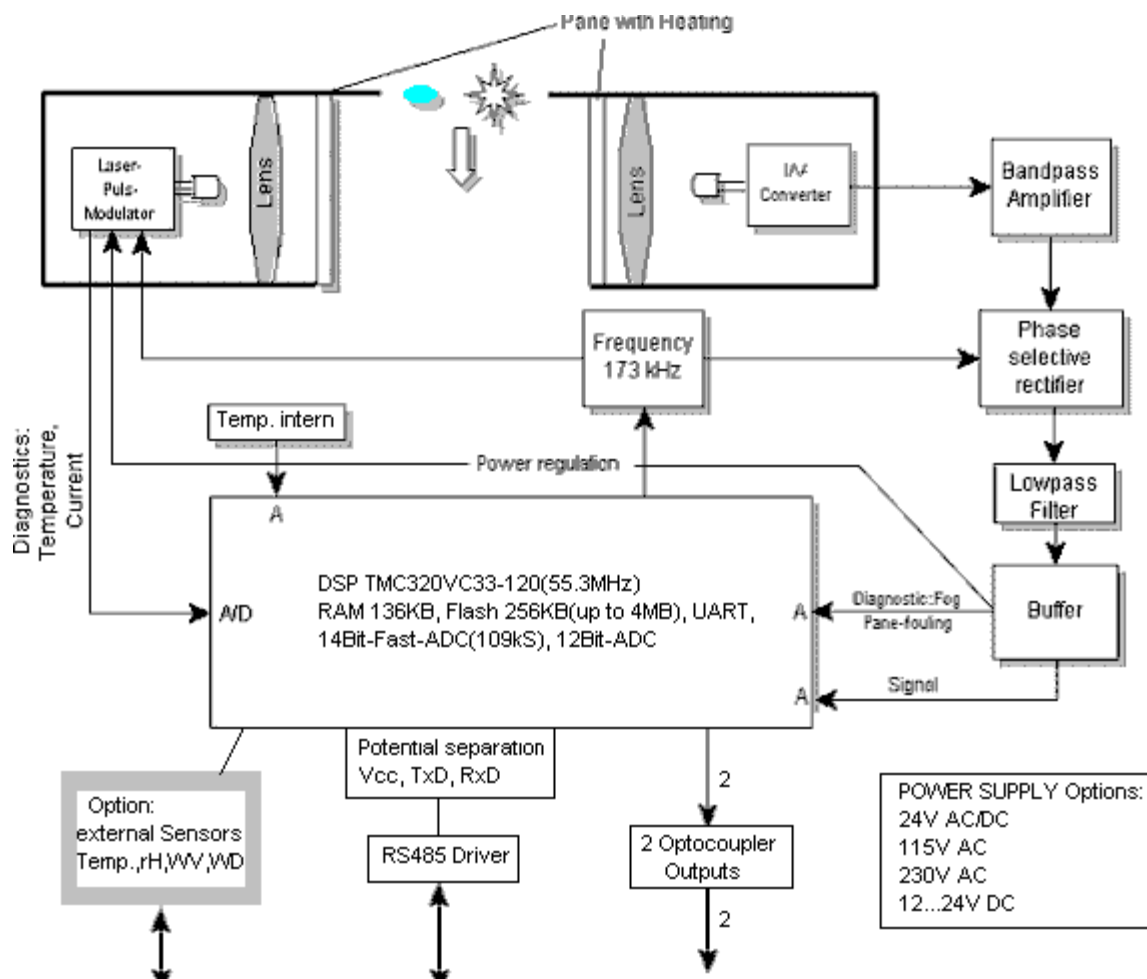 Pane with Heating
Laser-
Puls-
Modulator
Lens
Lens
Converter
Bandpass
Amplifier
Frequency
173 kHz
Phase
selective
rectifier
Temp. intern
Diagnostics:
Temperature,
Current
Power regulation
Lowpass
Filter
A
A/D
DSP TMC320VC33-120(55.3MHz)
RAM 136KB, Flash 256KB(up to 4MB), UART,
14Bit-Fast-ADC(109kS), 12Bit-ADC
A
Diagnostic::Fog
Pane-fouling
Buffer
A
Signal
Potential separation
Vcc, TxD, RxD
2
Option:
external Sensors
Temp.,rH,WV,WD
RS485 Driver
2 Optocoupler
Outputs
2
POWER SUPPLY Options:
24V AC/DC
115V AC
230V AC
12...24V DC